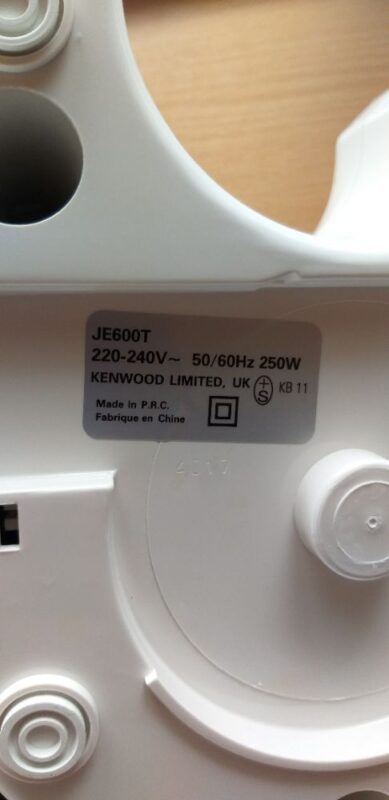 JE600T
220-240V~ 50/60Hz 250W
KENWOOD LIMITED, UK + S KB 11
Made in P.R.C.
Fabrique en Chine